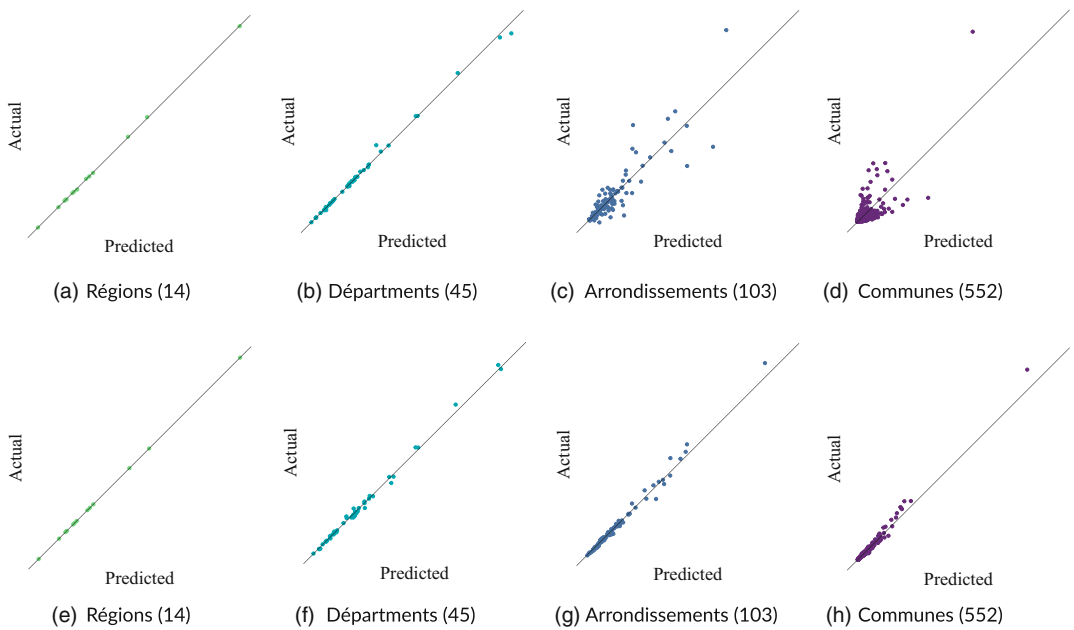 Actual
Actual
Actual
Actual
Predicted
Predicted
Predicted
Predicted
(a) Régions (14)
(b) Départments (45)
(c) Arrondissements (103)
(d) Communes (552)
Actual
Actual
Actual
Actual
Predicted
Predicted
Predicted
Predicted
(e) Régions (14)
(f) Départments (45)
(g) Arrondissements (103)
(h) Communes (552)